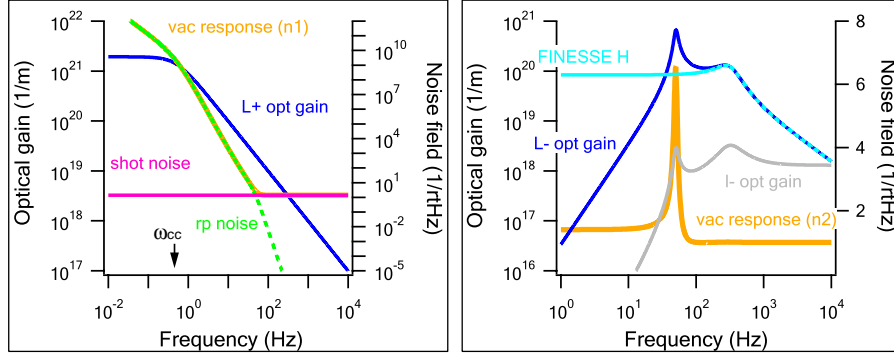 10^22
10^21
10^20
10^19
10^18
10^17
Optical gain (1/m)
vac response (n1)
L+ opt gain
shot noise
rp noise
ωcc
10^9
10^7
10^4
10^1
10^-2
10^-5
Noise field (1/rtHz)
10^-2
10^0
10^2
10^4
Frequency (Hz)
10^21
10^20
10^19
10^18
10^17
10^16
Optical gain (1/m)
FINESSE H
L- opt gain
l- opt gain
vac response (n2)
8
6
4
2
Noise field (1/rtHz)
10^0
10^1
10^2
10^3
10^4
Frequency (Hz)